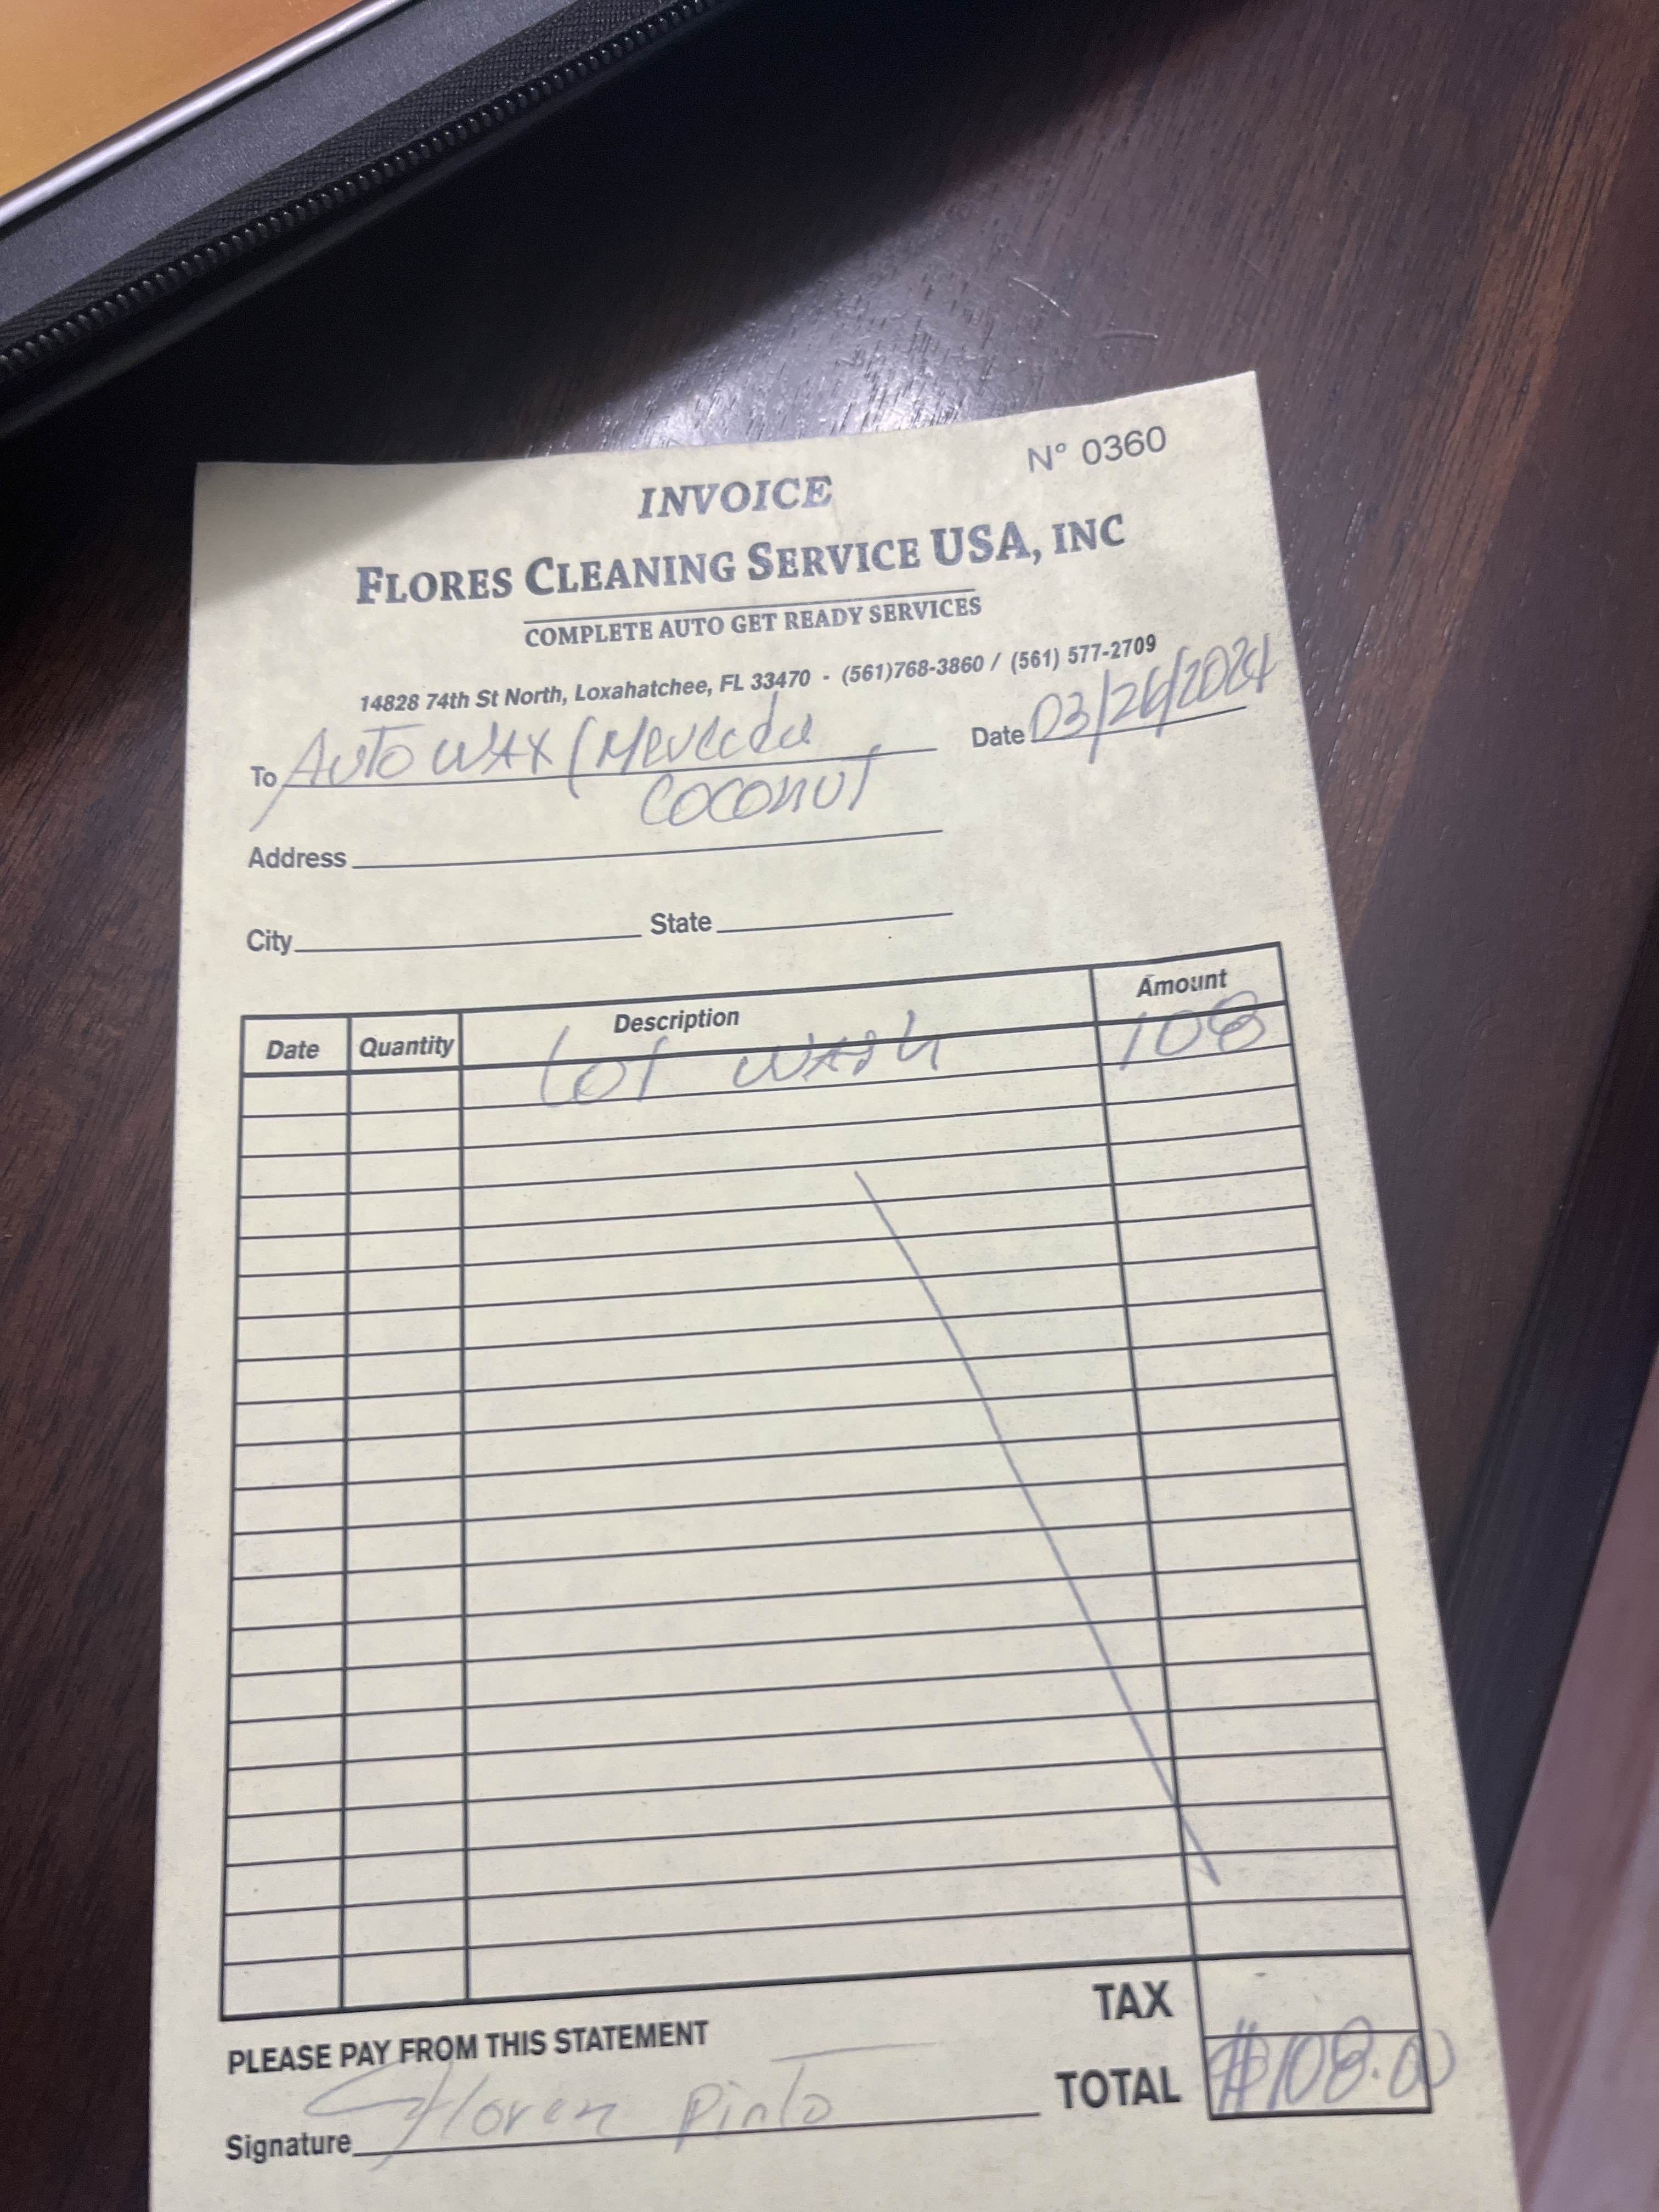 N° 0360
INVOICE
FLORES CLEANING SERVICE USA, INC
COMPLETE AUTO GET READY SERVICES
14828 74th St North, Loxahatchee, FL 33470 - (561)768-3860 / (561) 577-2709
To AUTO WAX ( Date 03/26/2024
COCONUT
Address
City State
Date Quantity Description Amount
LOT WASH 108
TAX
PLEASE PAY FROM THIS STATEMENT
TOTAL $108.00
Signature Pinto